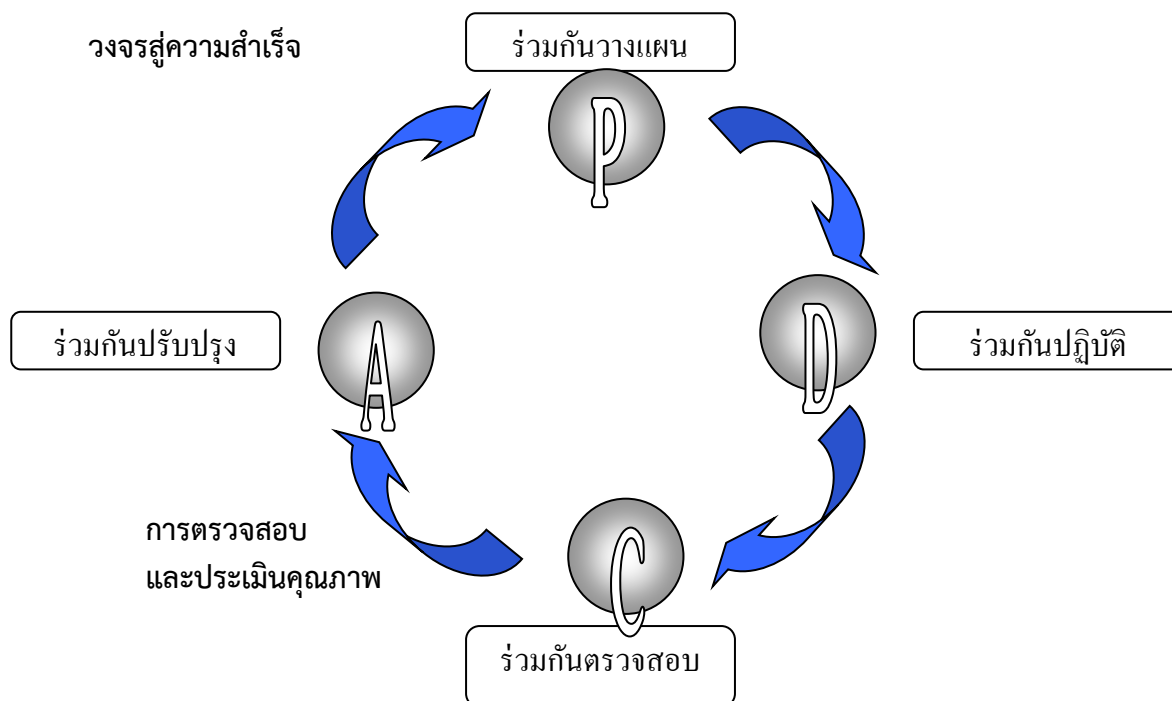 วงจรสู่ความสำเร็จ
ร่วมกันวางแผน
P
ร่วมกันปรับปรุง
A
D
ร่วมกันปฏิบัติ
การตรวจสอบ
และประเมินคุณภาพ
C
ร่วมกันตรวจสอบ